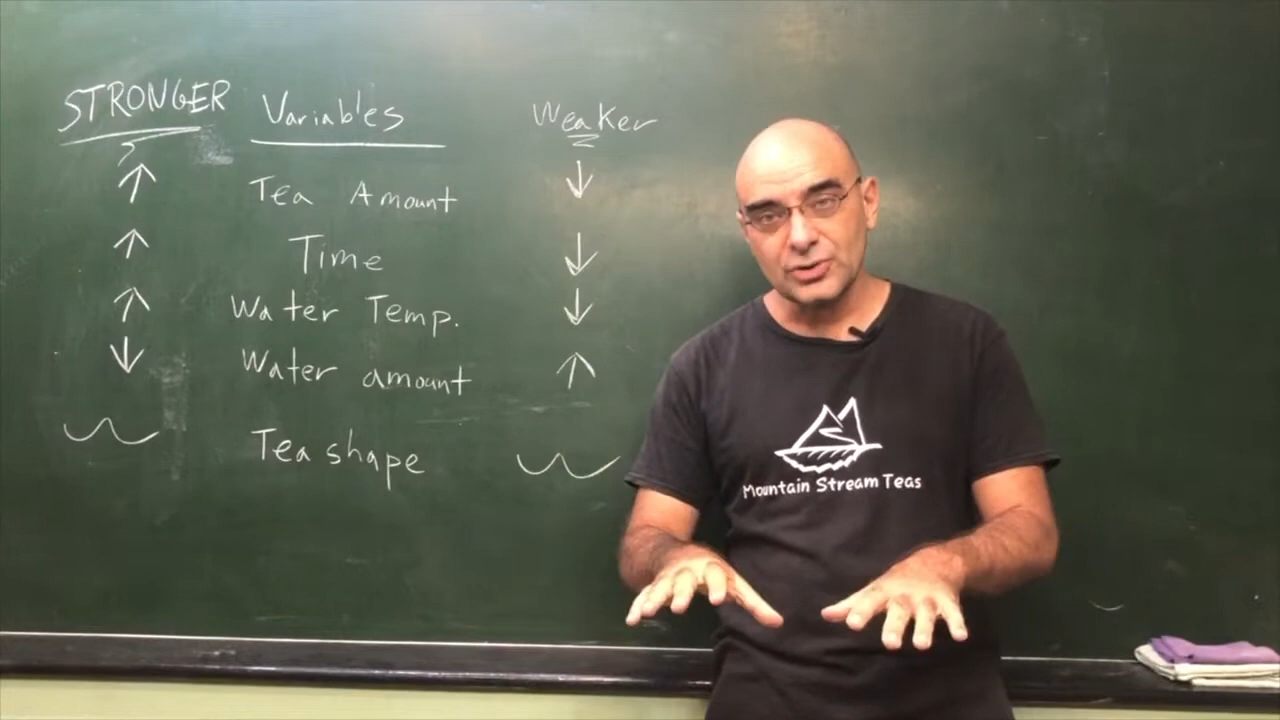 STRONGER Variables Weaker
↑ Tea Amount ↓
↑ Time ↓
↑ Water Temp. ↓
↓ Water amount ↑
Tea shape
Mountain Stream Teas